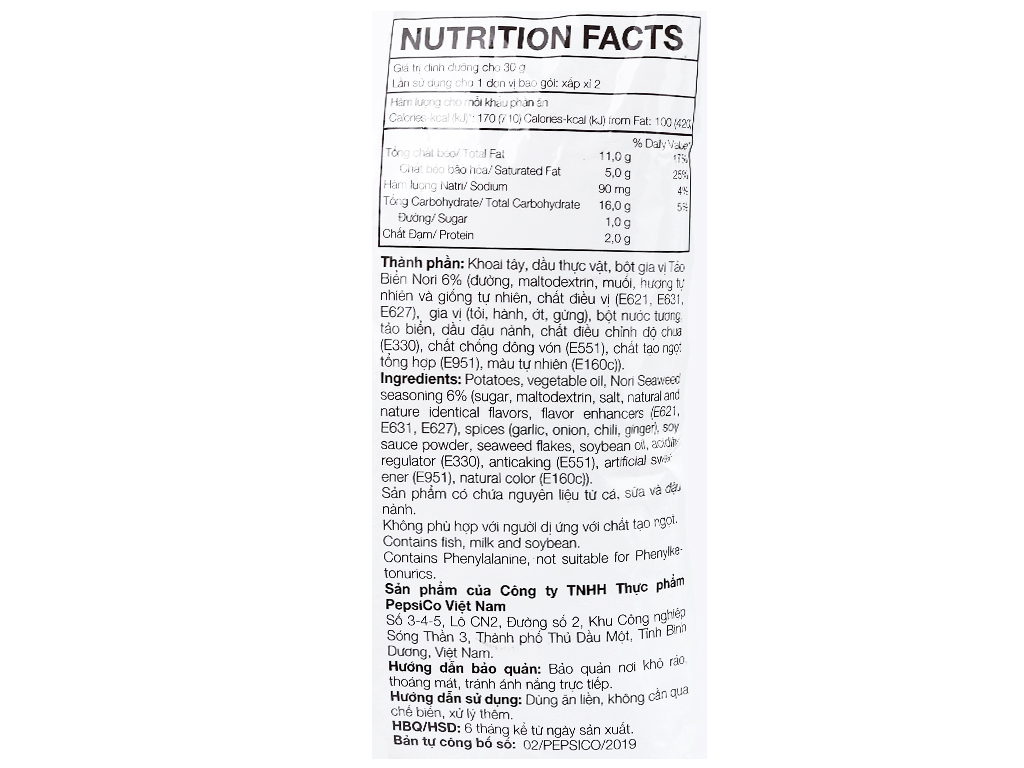 NUTRITION FACTS
Giá trị dinh dưỡng cho 30 g
Lần sử dụng cho 1 đơn vị bao gói: xấp xỉ 2
Hàm lượng cho mỗi khẩu phần ăn
Calories-kcal (kJ): 170 (710) Calories-kcal (kJ) from Fat: 100 (420)
% Daily Value*
Tổng chất béo/ Total Fat 11,0 g 17%
Chất béo bão hòa/ Saturated Fat 5,0 g 25%
Hàm lượng Natri/ Sodium 90 mg 4%
Tổng Carbohydrate/ Total Carbohydrate 16,0 g 5%
Đường/ Sugar 1,0 g
Chất Đạm/ Protein 2,0 g
Thành phần: Khoai tây, dầu thực vật, bột gia vị Tảo
Biển Nori 6% (đường, maltodextrin, muối, hương tự
nhiên và giống tự nhiên, chất điều vị (E621, E631,
E627), gia vị (tỏi, hành, ớt, gừng), bột nước tương,
tảo biển, dầu đậu nành, chất điều chỉnh độ chua
(E330), chất chống đông vón (E551), chất tạo ngọt
tổng hợp (E951), màu tự nhiên (E160c)).
Ingredients: Potatoes, vegetable oil, Nori Seaweed
seasoning 6% (sugar, maltodextrin, salt, natural and
nature identical flavors, flavor enhancers (E621,
E631, E627), spices (garlic, onion, chili, ginger), soy
sauce powder, seaweed flakes, soybean oil, acidity
regulator (E330), anticaking (E551), artificial sweet-
ener (E951), natural color (E160c)).
Sản phẩm có chứa nguyên liệu từ cá, sữa và đậu
nành.
Không phù hợp với người dị ứng với chất tạo ngọt.
Contains fish, milk and soybean.
Contains Phenylalanine, not suitable for Phenylke-
tonurics.
Sản phẩm của Công ty TNHH Thực phẩm
PepsiCo Việt Nam
Số 3-4-5, Lô CN2, Đường số 2, Khu Công nghiệp
Sóng Thần 3, Thành phố Thủ Dầu Một, Tỉnh Bình
Dương, Việt Nam.
Hướng dẫn bảo quản: Bảo quản nơi khô ráo,
thoáng mát, tránh ánh nắng trực tiếp.
Hướng dẫn sử dụng: Dùng ăn liền, không cần qua
chế biến, xử lý thêm.
HBQ/HSD: 6 tháng kể từ ngày sản xuất.
Bản tự công bố số: 02/PEPSICO/2019